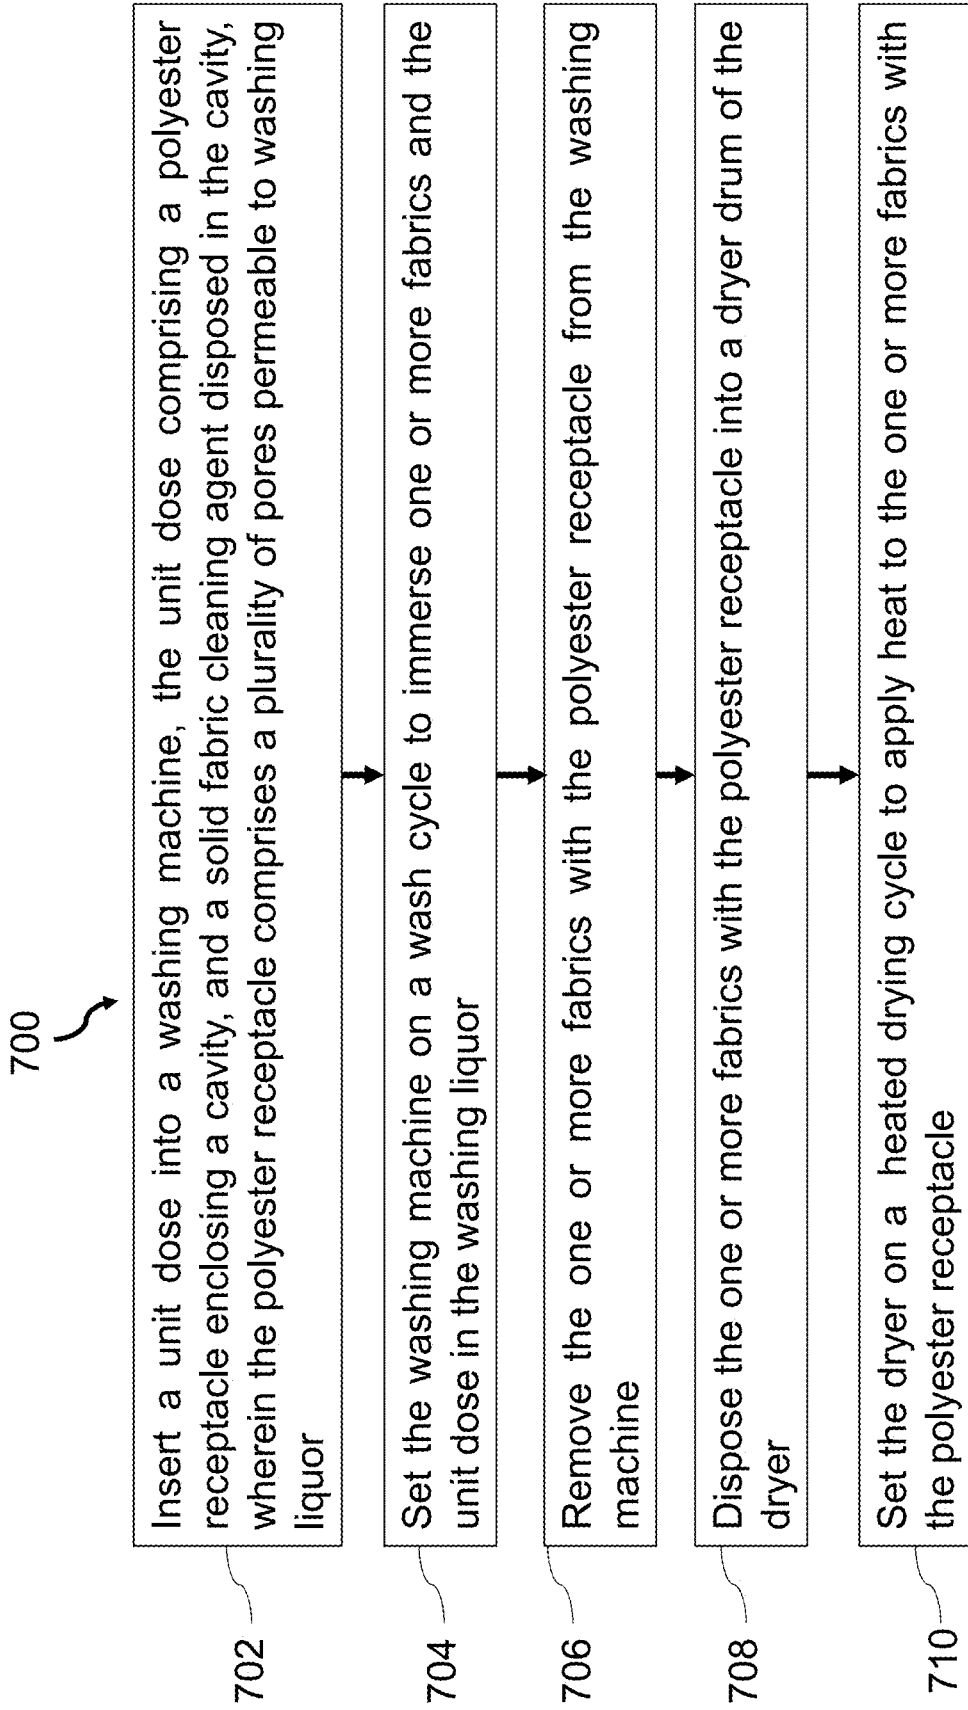 700
702
Insert a unit dose into a washing machine, the unit dose comprising a polyester
receptacle enclosing a cavity, and a solid fabric cleaning agent disposed in the cavity,
wherein the polyester receptacle comprises a plurality of pores permeable to washing
liquor
704
Set the washing machine on a wash cycle to immerse one or more fabrics and the
unit dose in the washing liquor
706
Remove the one or more fabrics with the polyester receptacle from the washing
machine
708
Dispose the one or more fabrics with the polyester receptacle into a dryer drum of the
dryer
710
Set the dryer on a heated drying cycle to apply heat to the one or more fabrics with
the polyester receptacle